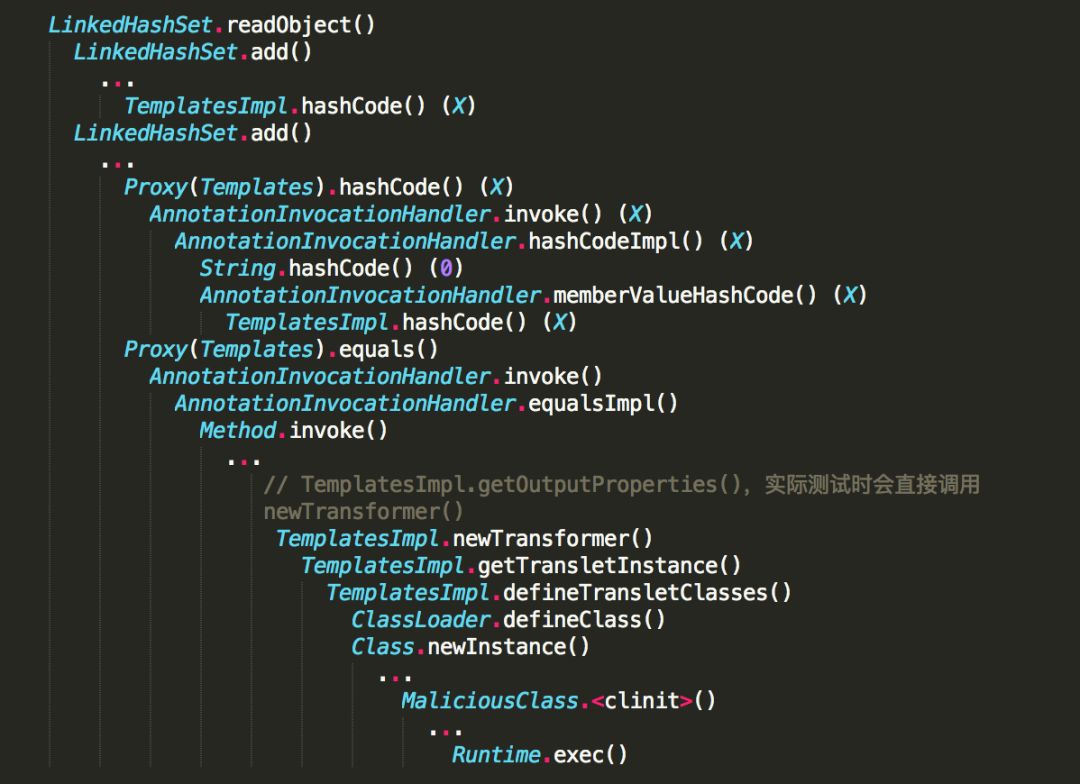 LinkedHashSet.readObject()
LinkedHashSet.add()
...
TemplatesImpl.hashCode() (X)
LinkedHashSet.add()
...
Proxy(Templates).hashCode() (X)
AnnotationInvocationHandler.invoke() (X)
AnnotationInvocationHandler.hashCodeImpl() (X)
String.hashCode() (0)
AnnotationInvocationHandler.memberValueHashCode() (X)
TemplatesImpl.hashCode() (X)
Proxy(Templates).equals()
AnnotationInvocationHandler.invoke()
AnnotationInvocationHandler.equalsImpl()
Method.invoke()
...
// TemplatesImpl.getOutputProperties()，实际测试时会直接调用
newTransformer()
TemplatesImpl.newTransformer()
TemplatesImpl.getTransletInstance()
TemplatesImpl.defineTransletClasses()
ClassLoader.defineClass()
Class.newInstance()
...
MaliciousClass.<clinit>()
...
Runtime.exec()